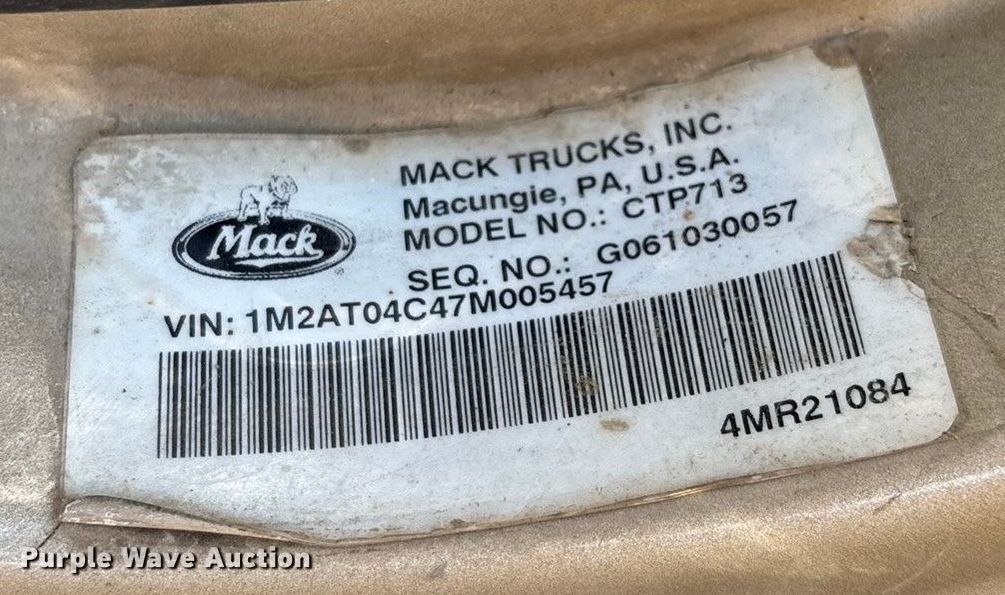 MACK TRUCKS, INC.
Macungie, PA, U.S.A.
MODEL NO.: CTP713
SEQ. NO.: G061030057
Mack
®
VIN: 1M2AT04C47M005457
4MR21084
Purple Wave Auction